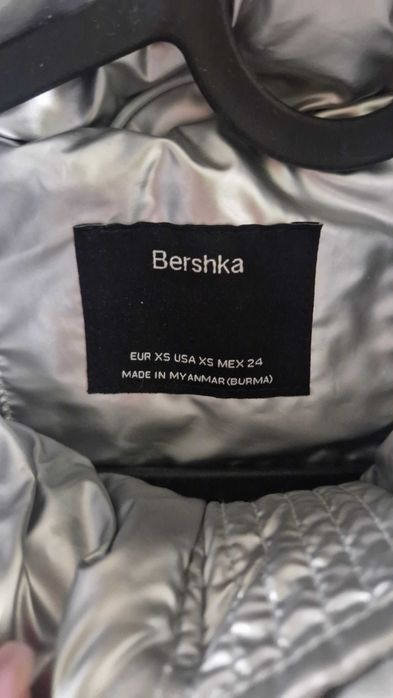 Bershka
EUR XS USA XS MEX 24
MADE IN MYANMAR (BURMA)